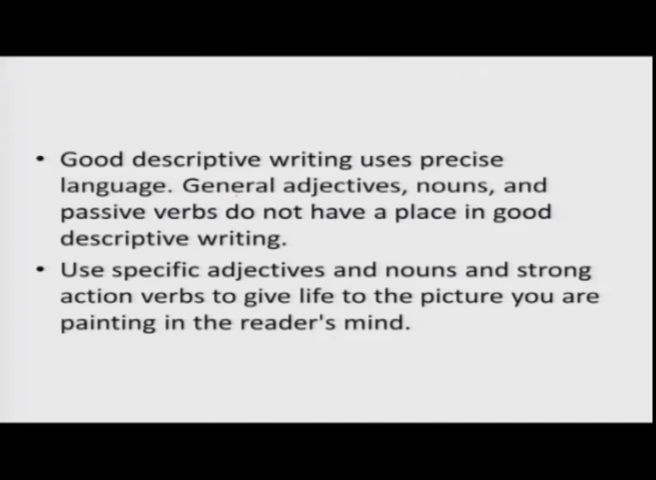 • Good descriptive writing uses precise
language. General adjectives, nouns, and
passive verbs do not have a place in good
descriptive writing.
• Use specific adjectives and nouns and strong
action verbs to give life to the picture you are
painting in the reader's mind.